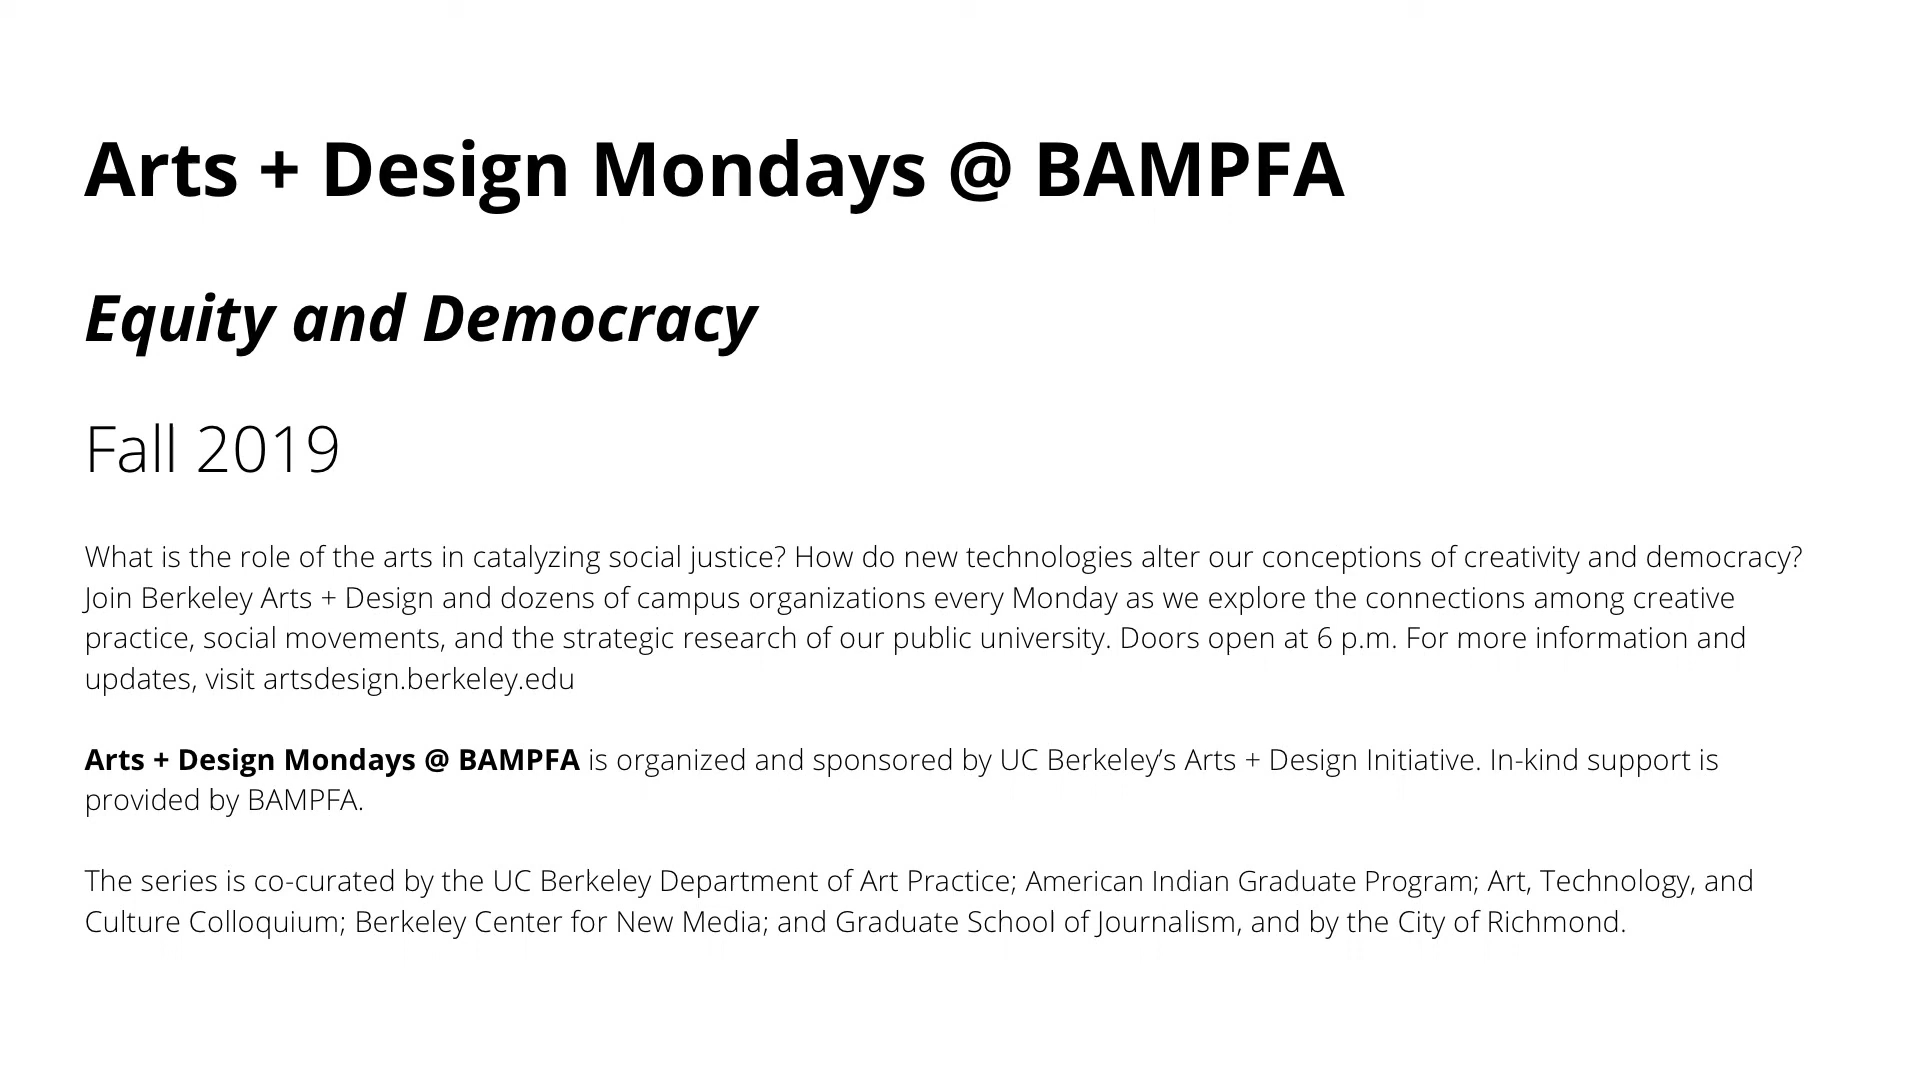 Arts + Design Mondays @ BAMPFA
Equity and Democracy
Fall 2019
What is the role of the arts in catalyzing social justice? How do new technologies alter our conceptions of creativity and democracy?
Join Berkeley Arts + Design and dozens of campus organizations every Monday as we explore the connections among creative
practice, social movements, and the strategic research of our public university. Doors open at 6 p.m. For more information and
updates, visit artsdesign.berkeley.edu
Arts + Design Mondays @ BAMPFA is organized and sponsored by UC Berkeley’s Arts + Design Initiative. In-kind support is
provided by BAMPFA.
The series is co-curated by the UC Berkeley Department of Art Practice; American Indian Graduate Program; Art, Technology, and
Culture Colloquium; Berkeley Center for New Media; and Graduate School of Journalism, and by the City of Richmond.